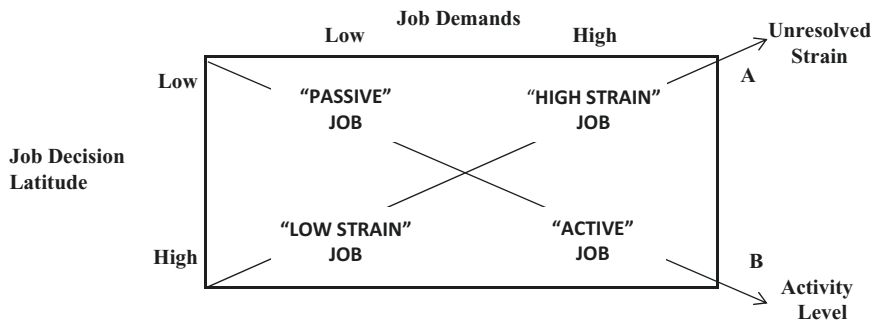 Job Demands
Low
High
Unresolved
Strain
A
Low
“PASSIVE”
JOB
“HIGH STRAIN”
JOB
Job Decision
Latitude
“LOW STRAIN”
JOB
“ACTIVE”
JOB
High
B
Activity
Level